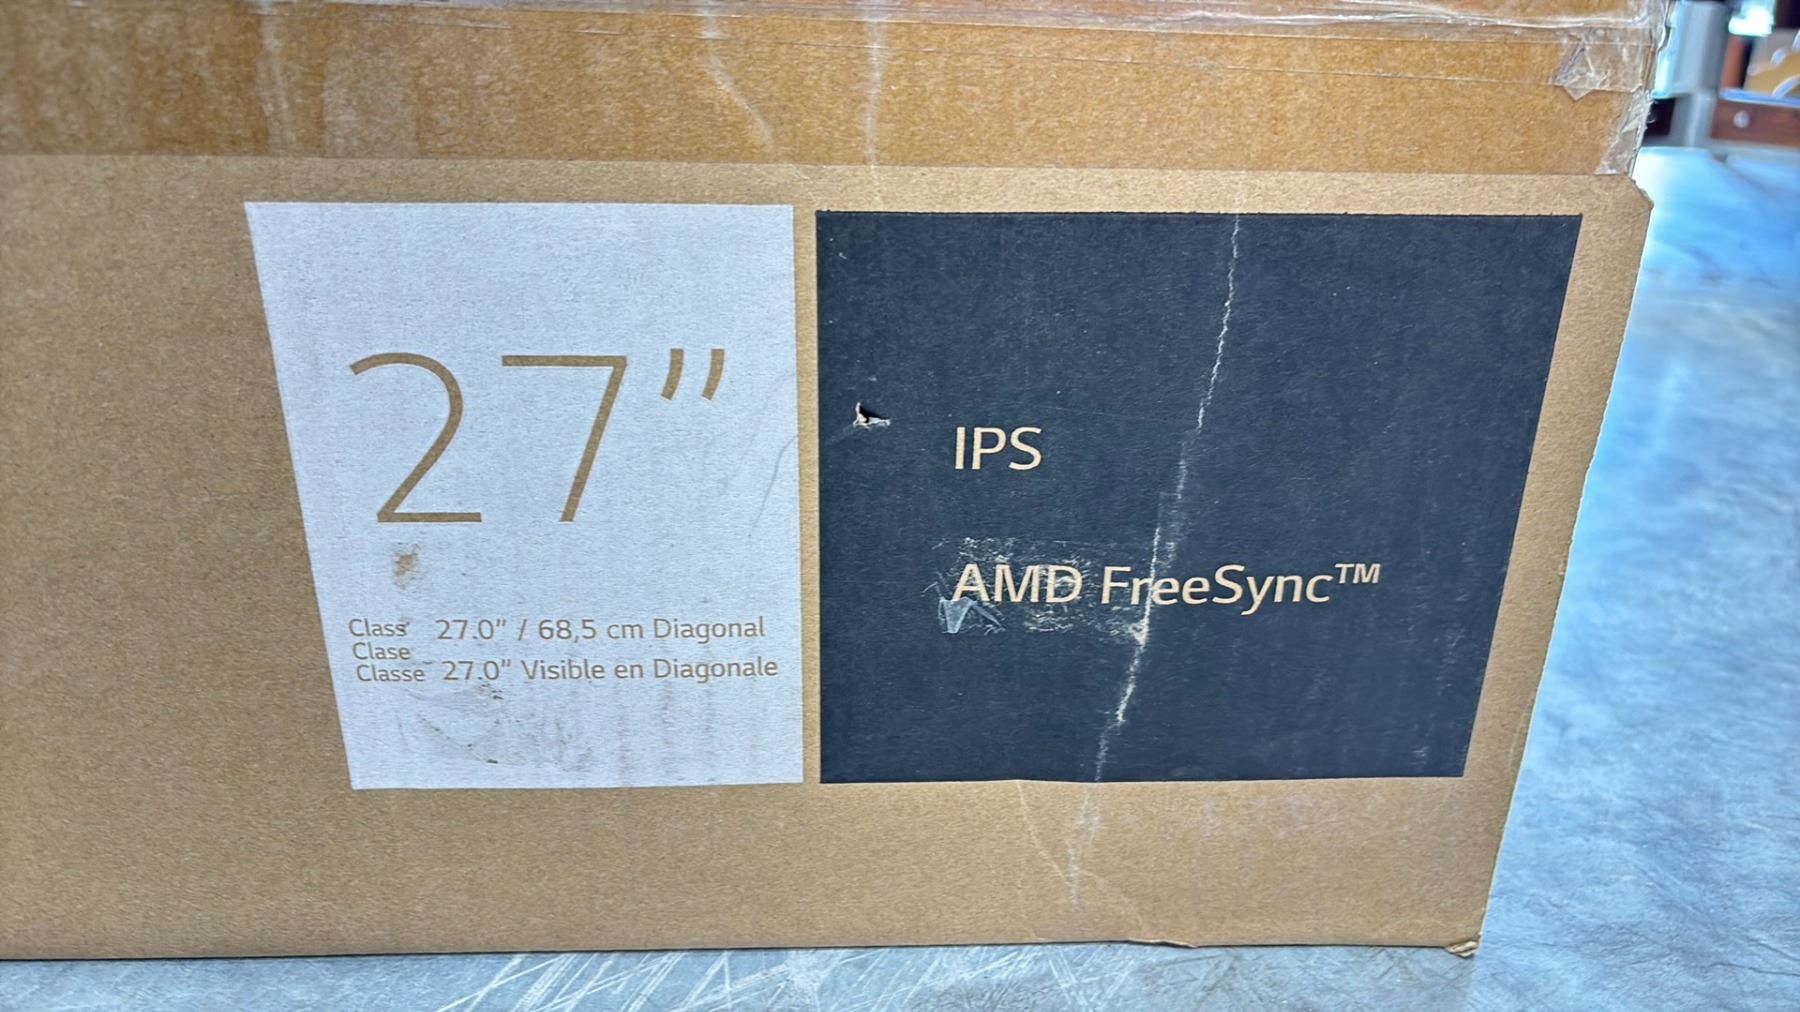 27”
Class 27.0” / 68,5 cm Diagonal
Clase
Classe 27.0” Visible en Diagonale
IPS
AMD FreeSync™